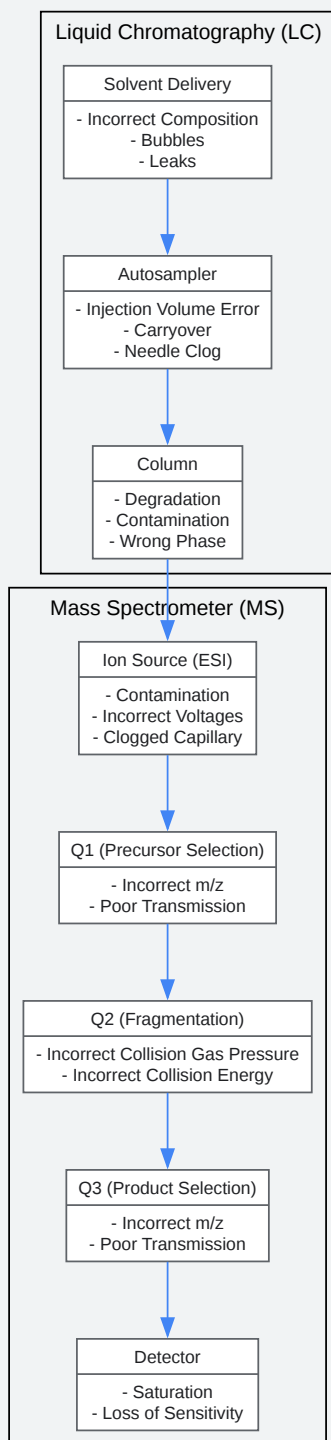 Liquid Chromatography (LC)
Solvent Delivery
- Incorrect Composition
- Bubbles
- Leaks
Autosampler
- Injection Volume Error
- Carryover
- Needle Clog
Column
- Degradation
- Contamination
- Wrong Phase
Mass Spectrometer (MS)
Ion Source (ESI)
- Contamination
- Incorrect Voltages
- Clogged Capillary
Q1 (Precursor Selection)
- Incorrect m/z
- Poor Transmission
Q2 (Fragmentation)
- Incorrect Collision Gas Pressure
- Incorrect Collision Energy
Q3 (Product Selection)
- Incorrect m/z
- Poor Transmission
Detector
- Saturation
- Loss of Sensitivity